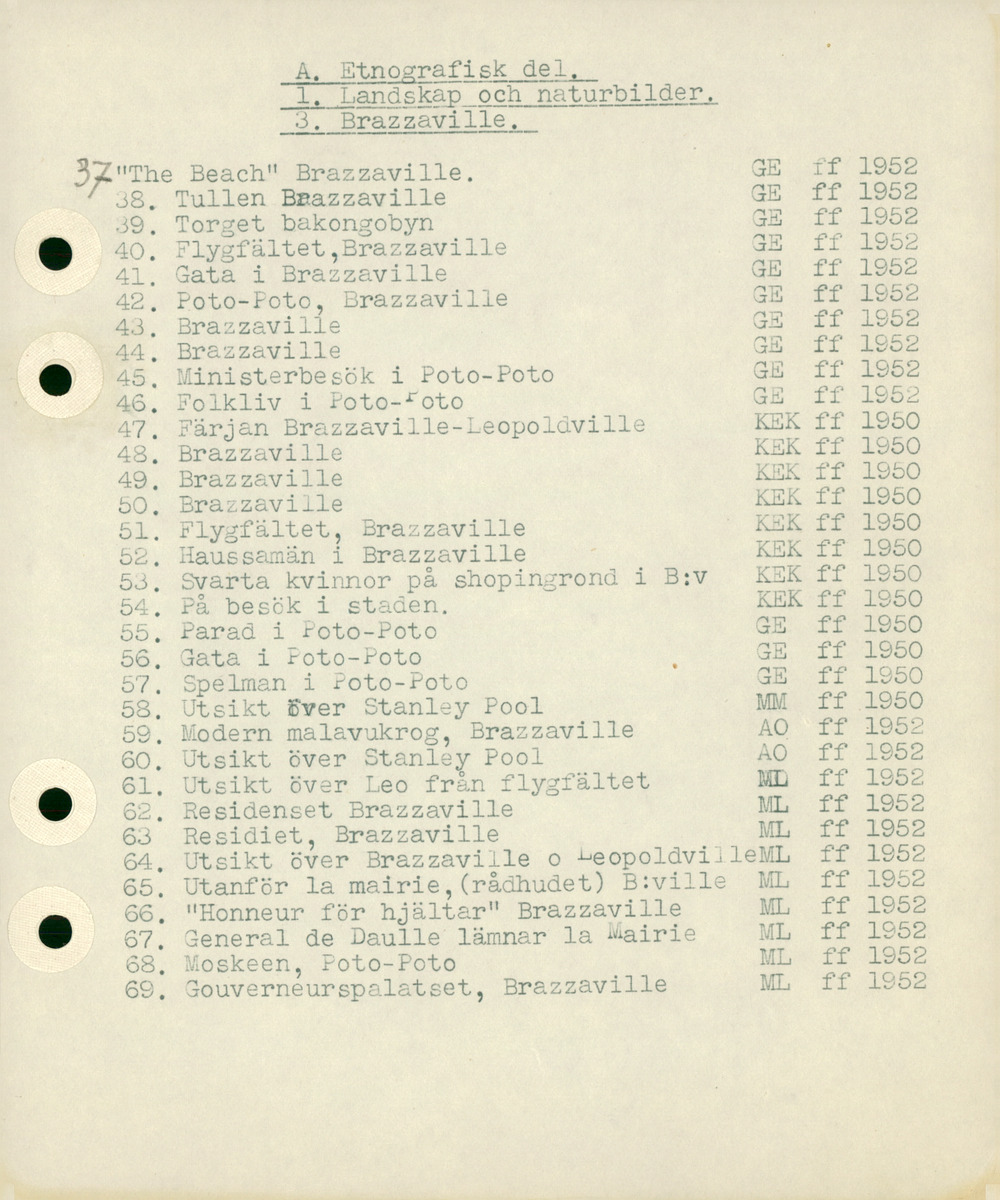 A. Etnografisk del.
1. Landskap och naturbilder.
3. Brazzaville.
37 "The Beach" Brazzaville. GE ff 1952
38. Tullen Brazzaville GE ff 1952
39. Torget bakongobyn GE ff 1952
40. Flygfältet,Brazzaville GE ff 1952
41. Gata i Brazzaville GE ff 1952
42. Poto-Poto, Brazzaville GE ff 1952
43. Brazzaville GE ff 1952
44. Brazzaville GE ff 1952
45. Ministerbesök i Poto-Poto GE ff 1952
46. Folkliv i Poto-Poto GE ff 1952
47. Färjan Brazzaville-Leopoldville KEK ff 1950
48. Brazzaville KEK ff 1950
49. Brazzaville KEK ff 1950
50. Brazzaville KEK ff 1950
51. Flygfältet, Brazzaville KEK ff 1950
52. Haussamän i Brazzaville KEK ff 1950
53. Svarta kvinnor på shopingrond i B:v KEK ff 1950
54. På besök i staden. KEK ff 1950
55. Parad i Poto-Poto GE ff 1950
56. Gata i Poto-Poto GE ff 1950
57. Spelman i Poto-Poto GE ff 1950
58. Utsikt över Stanley Pool MM ff 1950
59. Modern malavukrog, Brazzaville AO ff 1952
60. Utsikt över Stanley Pool AO ff 1952
61. Utsikt över Leo från flygfältet ML ff 1952
62. Residenset Brazzaville ML ff 1952
63 Residiet, Brazzaville ML ff 1952
64. Utsikt över Brazzaville o Leopoldville ML ff 1952
65. Utanför la mairie,(rådhudet) B:ville ML ff 1952
66. "Honneur för hjältar" Brazzaville ML ff 1952
67. General de Daulle lämnar la Mairie ML ff 1952
68. Moskeen, Poto-Poto ML ff 1952
69. Gouverneurspalatset, Brazzaville ML ff 1952